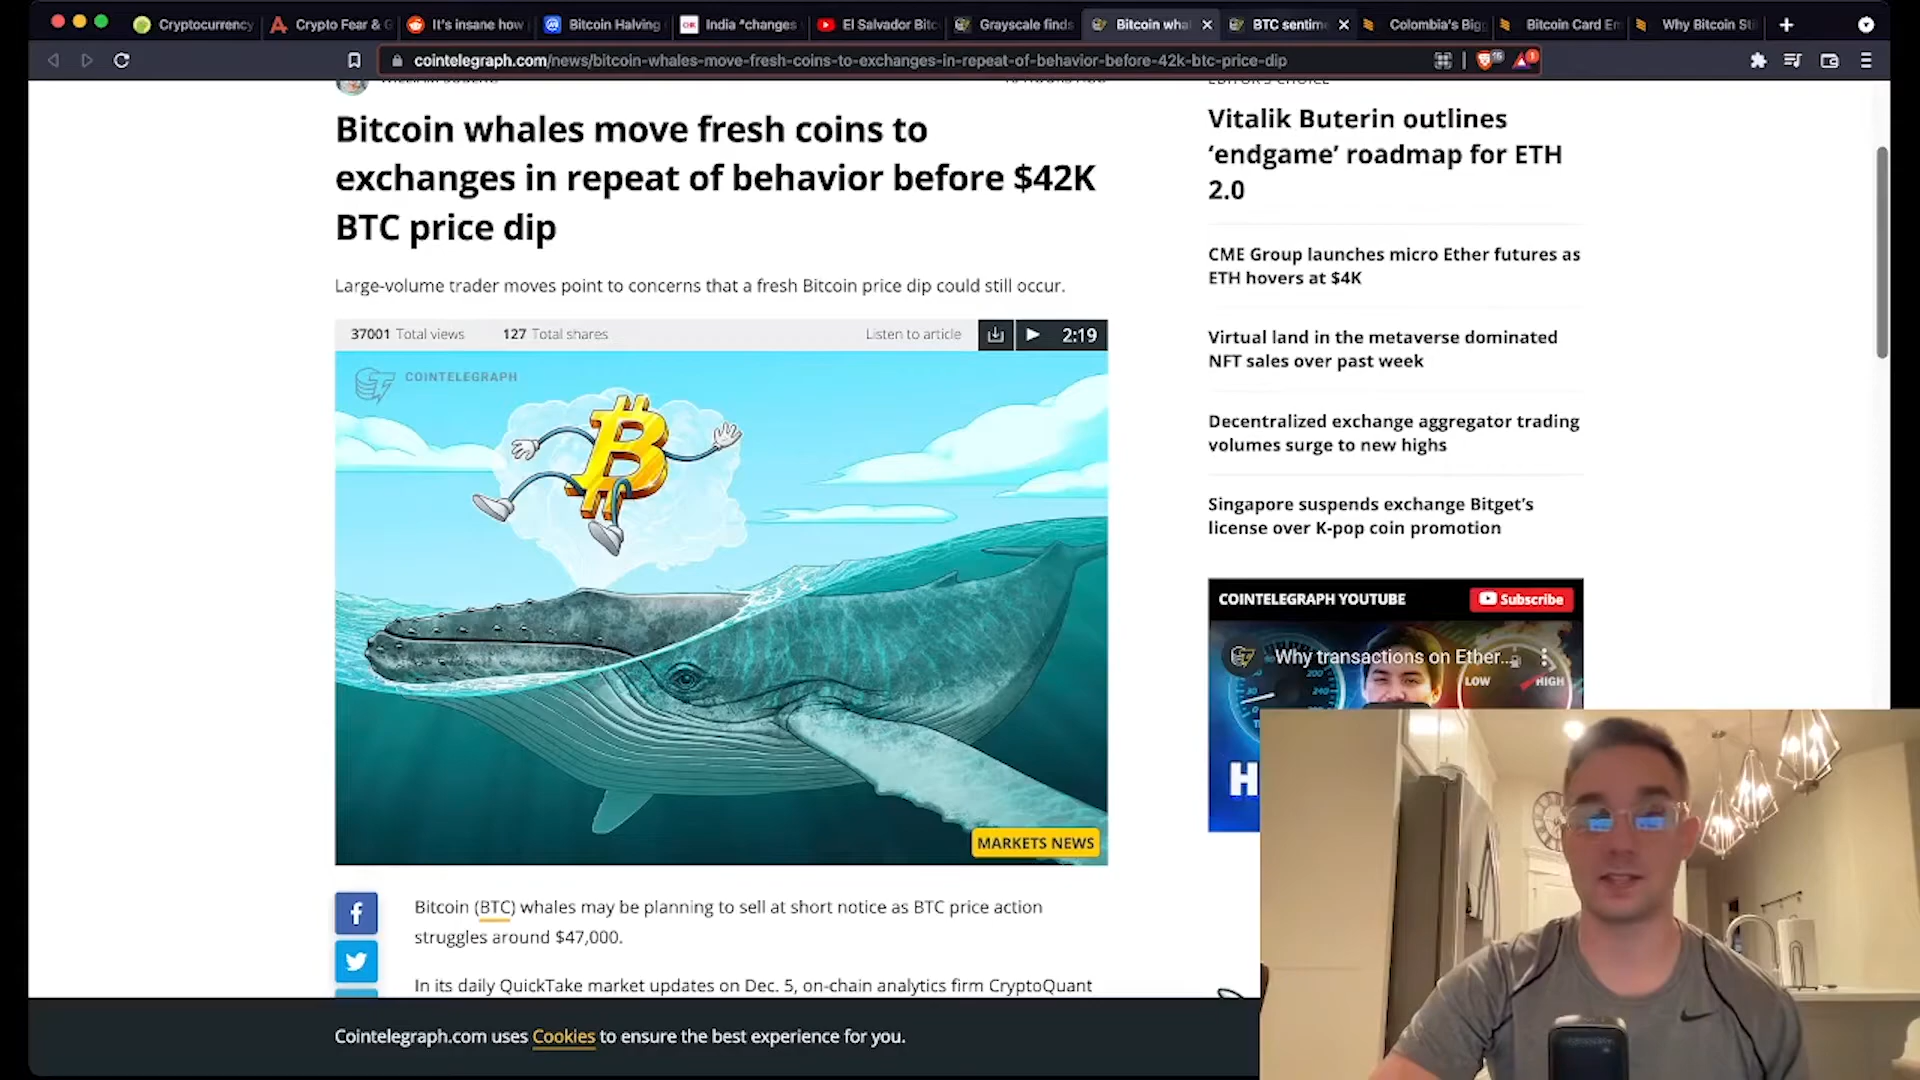 Cryptocurrency
Crypto Fear & G
It's insane how
Bitcoin Halving
India *changes
El Salvador Bitc
Grayscale finds
Bitcoin wha
BTC sentim
Colombia's Big
Bitcoin Card Em
Why Bitcoin Sti
cointelegraph.com/news/bitcoin-whales-move-fresh-coins-to-exchanges-in-repeat-of-behavior-before-42k-btc-price-dip
Bitcoin whales move fresh coins to
exchanges in repeat of behavior before $42K
BTC price dip
Large-volume trader moves point to concerns that a fresh Bitcoin price dip could still occur.
37001 Total views 127 Total shares Listen to article 2:19
COINTELEGRAPH
MARKETS NEWS
Bitcoin (BTC) whales may be planning to sell at short notice as BTC price action
struggles around $47,000.
In its daily QuickTake market updates on Dec. 5, on-chain analytics firm CryptoQuant
EDITOR'S CHOICE
Vitalik Buterin outlines
‘endgame’ roadmap for ETH
2.0
CME Group launches micro Ether futures as
ETH hovers at $4K
Virtual land in the metaverse dominated
NFT sales over past week
Decentralized exchange aggregator trading
volumes surge to new highs
Singapore suspends exchange Bitget’s
license over K-pop coin promotion
COINTELEGRAPH YOUTUBE
Subscribe
Why transactions on Ether...
LOW
HIGH
H
Cointelegraph.com uses Cookies to ensure the best experience for you.